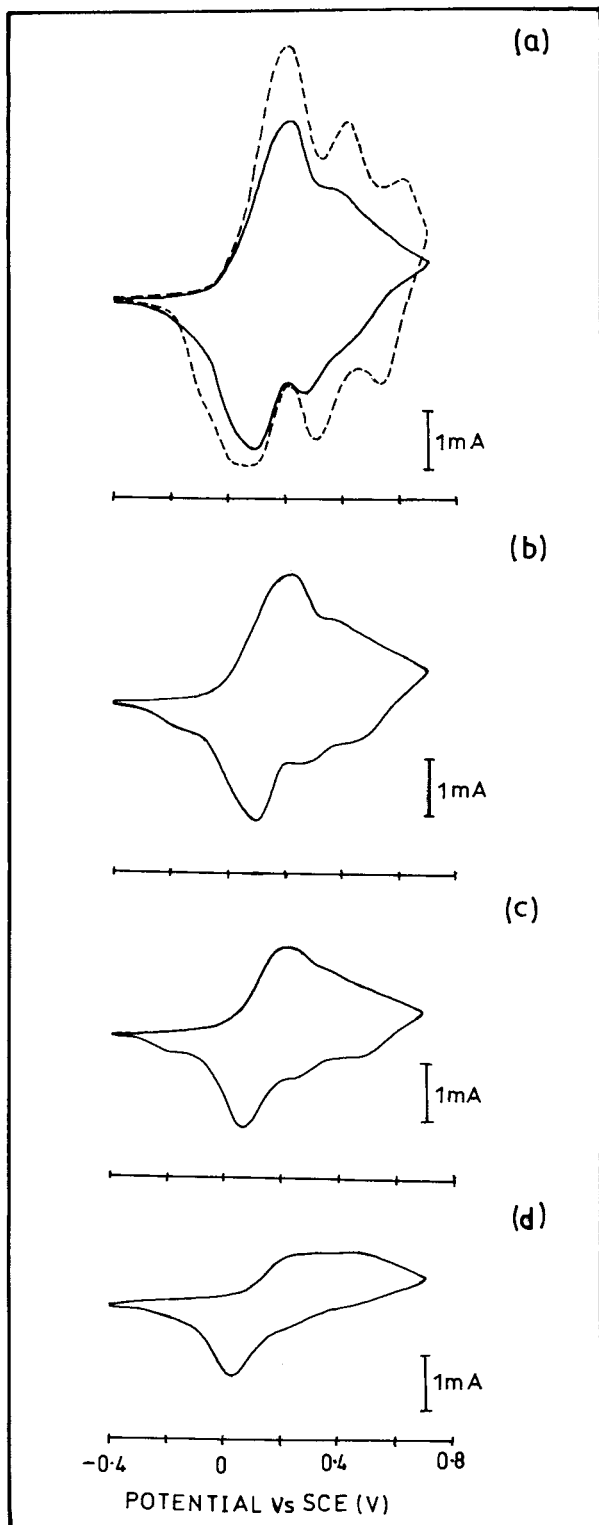 (a)
1mA
(b)
1mA
(c)
1mA
(d)
1mA
-0.4 0 0.4 0.8
POTENTIAL Vs SCE (V)